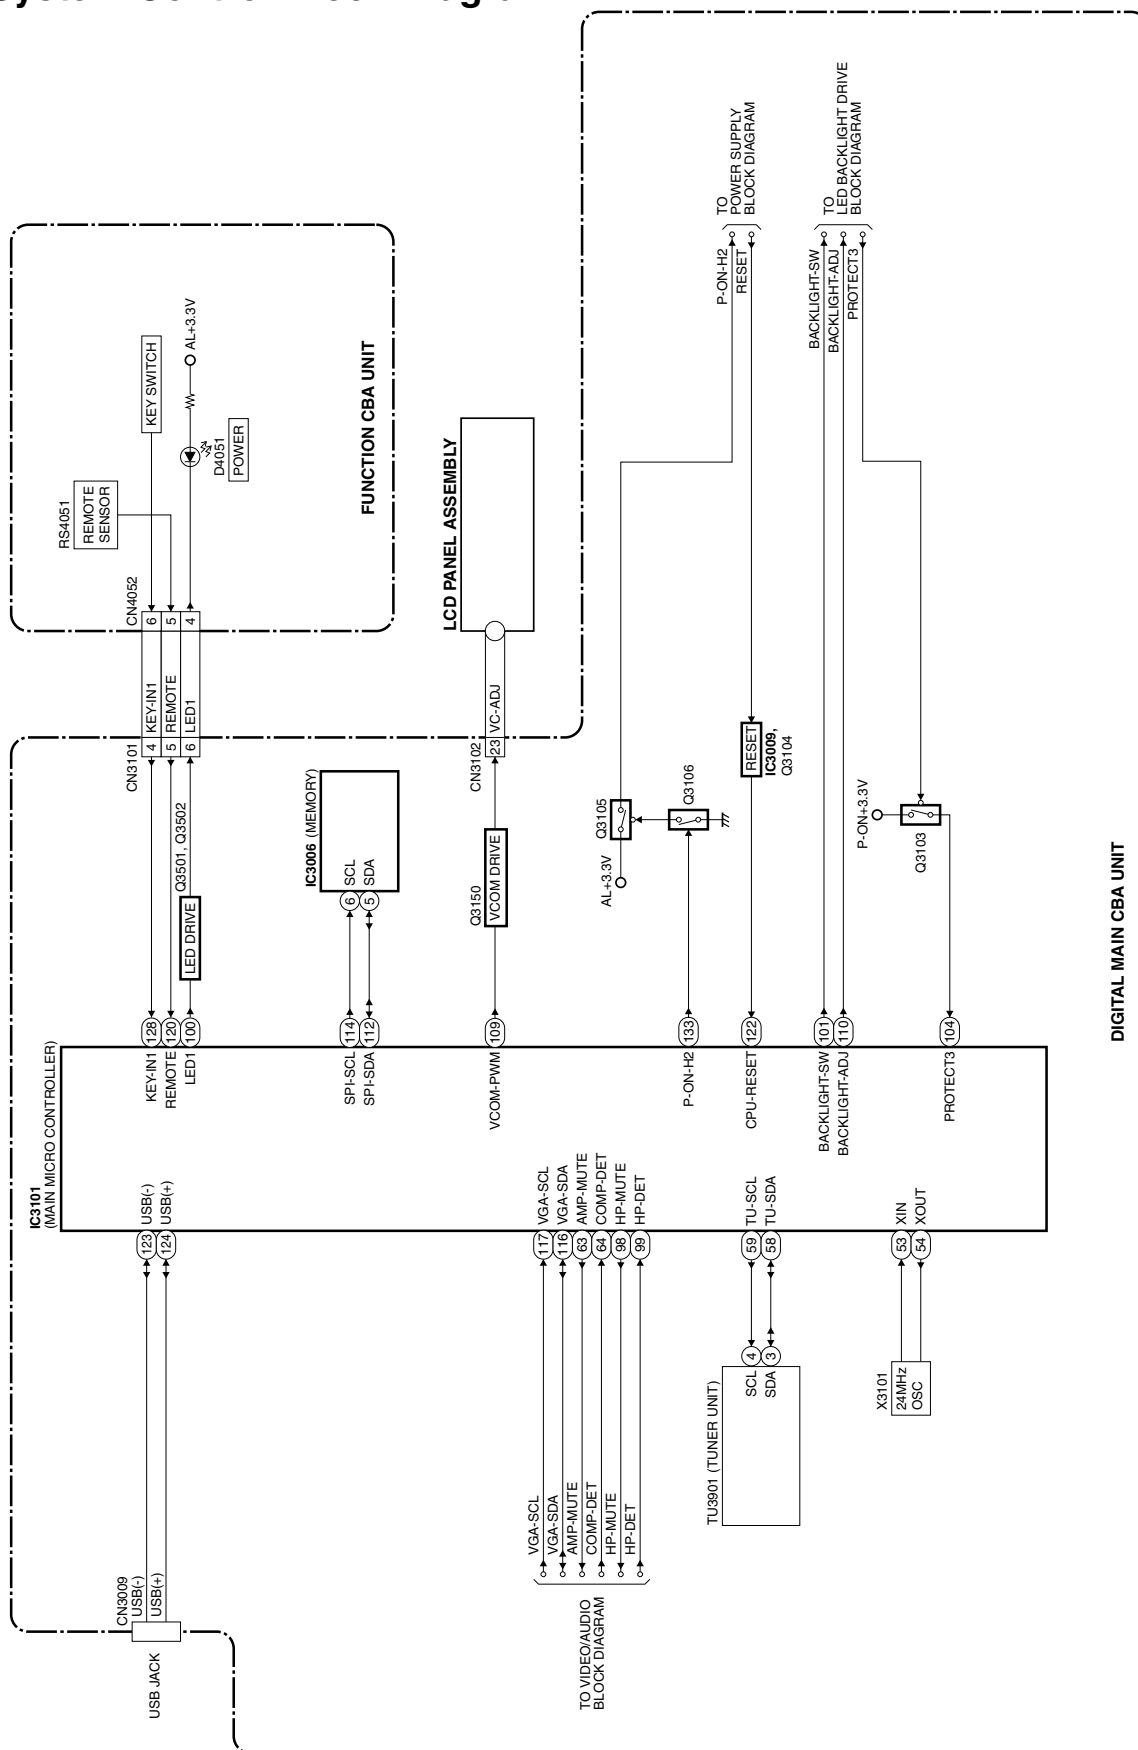 FUNCTION CBA UNIT
RS4051
REMOTE
SENSOR
KEY SWITCH
D4051
POWER
AL+3.3V
CN4052
6
5
4
KEY-IN1
REMOTE
LED1
CN3101
4
5
6
LCD PANEL ASSEMBLY
CN3102
23
VC-ADJ
Q3501, Q3502
LED DRIVE
IC3006 (MEMORY)
6
SCL
5
SDA
Q3150
VCOM DRIVE
AL+3.3V
Q3105
Q3106
P-ON-H2
RESET
TO
POWER SUPPLY
BLOCK DIAGRAM
RESET
IC3009,
Q3104
BACKLIGHT-SW
BACKLIGHT-ADJ
PROTECT3
TO
LED BACKLIGHT DRIVE
BLOCK DIAGRAM
P-ON+3.3V
Q3103
DIGITAL MAIN CBA UNIT
IC3101
(MAIN MICRO CONTROLLER)
KEY-IN1
128
REMOTE
120
LED1
100
SPI-SCL
114
SPI-SDA
112
VCOM-PWM
109
P-ON-H2
133
CPU-RESET
122
BACKLIGHT-SW
101
BACKLIGHT-ADJ
110
PROTECT3
104
123
USB(-)
124
USB(+)
117
VGA-SCL
116
VGA-SDA
63
AMP-MUTE
64
COMP-DET
98
HP-MUTE
99
HP-DET
59
TU-SCL
58
TU-SDA
53
XIN
54
XOUT
CN3009
USB(-)
USB(+)
USB JACK
VGA-SCL
VGA-SDA
AMP-MUTE
COMP-DET
HP-MUTE
HP-DET
TO VIDEO/AUDIO
BLOCK DIAGRAM
TU3901 (TUNER UNIT)
SCL
4
SDA
3
X3101
24MHz
OSC